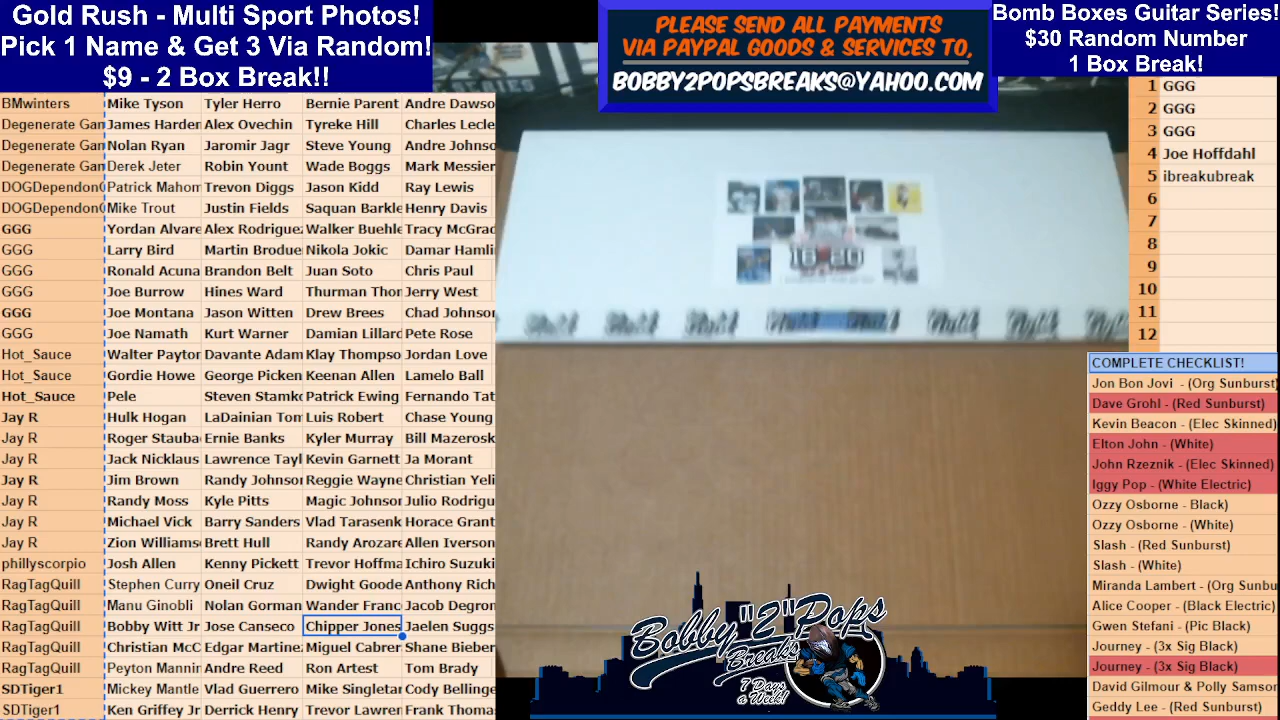 Gold Rush - Multi Sport Photos!
Pick 1 Name & Get 3 Via Random!
$9 - 2 Box Break!!
PLEASE SEND ALL PAYMENTS
VIA PAYPAL GOODS & SERVICES TO,
BOBBY2POPSBREAKS@YAHOO.COM
Bomb Boxes Guitar Series!
$30 Random Number
1 Box Break!
BMwinters Mike Tyson Tyler Herro Bernie Parent Andre Dawso
Degenerate Gan James Harden Alex Ovechin Tyreke Hill Charles Lecle
Degenerate Gan Nolan Ryan Jaromir Jagr Steve Young Andre Johnso
Degenerate Gan Derek Jeter Robin Yount Wade Boggs Mark Messier
DOGDependon( Patrick Mahom Trevon Diggs Jason Kidd Ray Lewis
DOGDependon( Mike Trout Justin Fields Saquan Barkle Henry Davis
GGG Yordan Alvare Alex Rodriguez Walker Buehle Tracy McGrad
GGG Larry Bird Martin Brodue Nikola Jokic Damar Hamli
GGG Ronald Acuna Brandon Belt Juan Soto Chris Paul
GGG Joe Burrow Hines Ward Thurman Thon Jerry West
GGG Joe Montana Jason Witten Drew Brees Chad Johnso
GGG Joe Namath Kurt Warner Damian Lillard Pete Rose
Hot_Sauce Walter Payton Davante Adam Klay Thompso Jordan Love
Hot_Sauce Gordie Howe George Picken Keenan Allen Lamelo Ball
Hot_Sauce Pele Steven Stamko Patrick Ewing Fernando Tat
Jay R Hulk Hogan LaDainian Tom Luis Robert Chase Young
Jay R Roger Stauba Ernie Banks Kyler Murray Bill Mazerosk
Jay R Jack Nicklaus Lawrence Tayl Kevin Garnett Ja Morant
Jay R Jim Brown Randy Johnson Reggie Wayne Christian Yeli
Jay R Randy Moss Kyle Pitts Magic Johnson Julio Rodrigu
Jay R Michael Vick Barry Sanders Vlad Tarasenk Horace Grant
Jay R Zion Williams Brett Hull Randy Arozare Allen Iverson
phillyscorpio Josh Allen Kenny Pickett Trevor Hoffma Ichiro Suzuki
RagTagQuill Stephen Curry Oneil Cruz Dwight Goode Anthony Rich
RagTagQuill Manu Ginobli Nolan Gorman Wander Franc Jacob Degron
RagTagQuill Bobby Witt Jr Jose Canseco Chipper Jones Jaelen Suggs
RagTagQuill Christian McC Edgar Martinez Miguel Cabrer Shane Bieber
RagTagQuill Peyton Mannin Andre Reed Ron Artest Tom Brady
SDTiger1 Mickey Mantle Vlad Guerrero Mike Singletar Cody Bellinge
SDTiger1 Ken Griffey Jr Derrick Henry Trevor Lawren Frank Thoma
1 GGG
2 GGG
3 GGG
4 Joe Hoffdahl
5 ibreakubreak
6
7
8
9
10
11
12
COMPLETE CHECKLIST!
Jon Bon Jovi - (Org Sunburst)
Dave Grohl - (Red Sunburst)
Kevin Beacon - (Elec Skinned)
Elton John - (White)
John Rzeznik - (Elec Skinned)
Iggy Pop - (White Electric)
Ozzy Osborne - Black)
Ozzy Osborne - (White)
Slash - (Red Sunburst)
Slash - (White)
Miranda Lambert - (Org Sunbu
Alice Cooper - (Black Electric)
Gwen Stefani - (Pic Black)
Journey - (3x Sig Black)
Journey - (3x Sig Black)
David Gilmour & Polly Samson
Geddy Lee - (Red Sunburst)
Bobby "2" Pops
Breaks
7 Days
a Week!